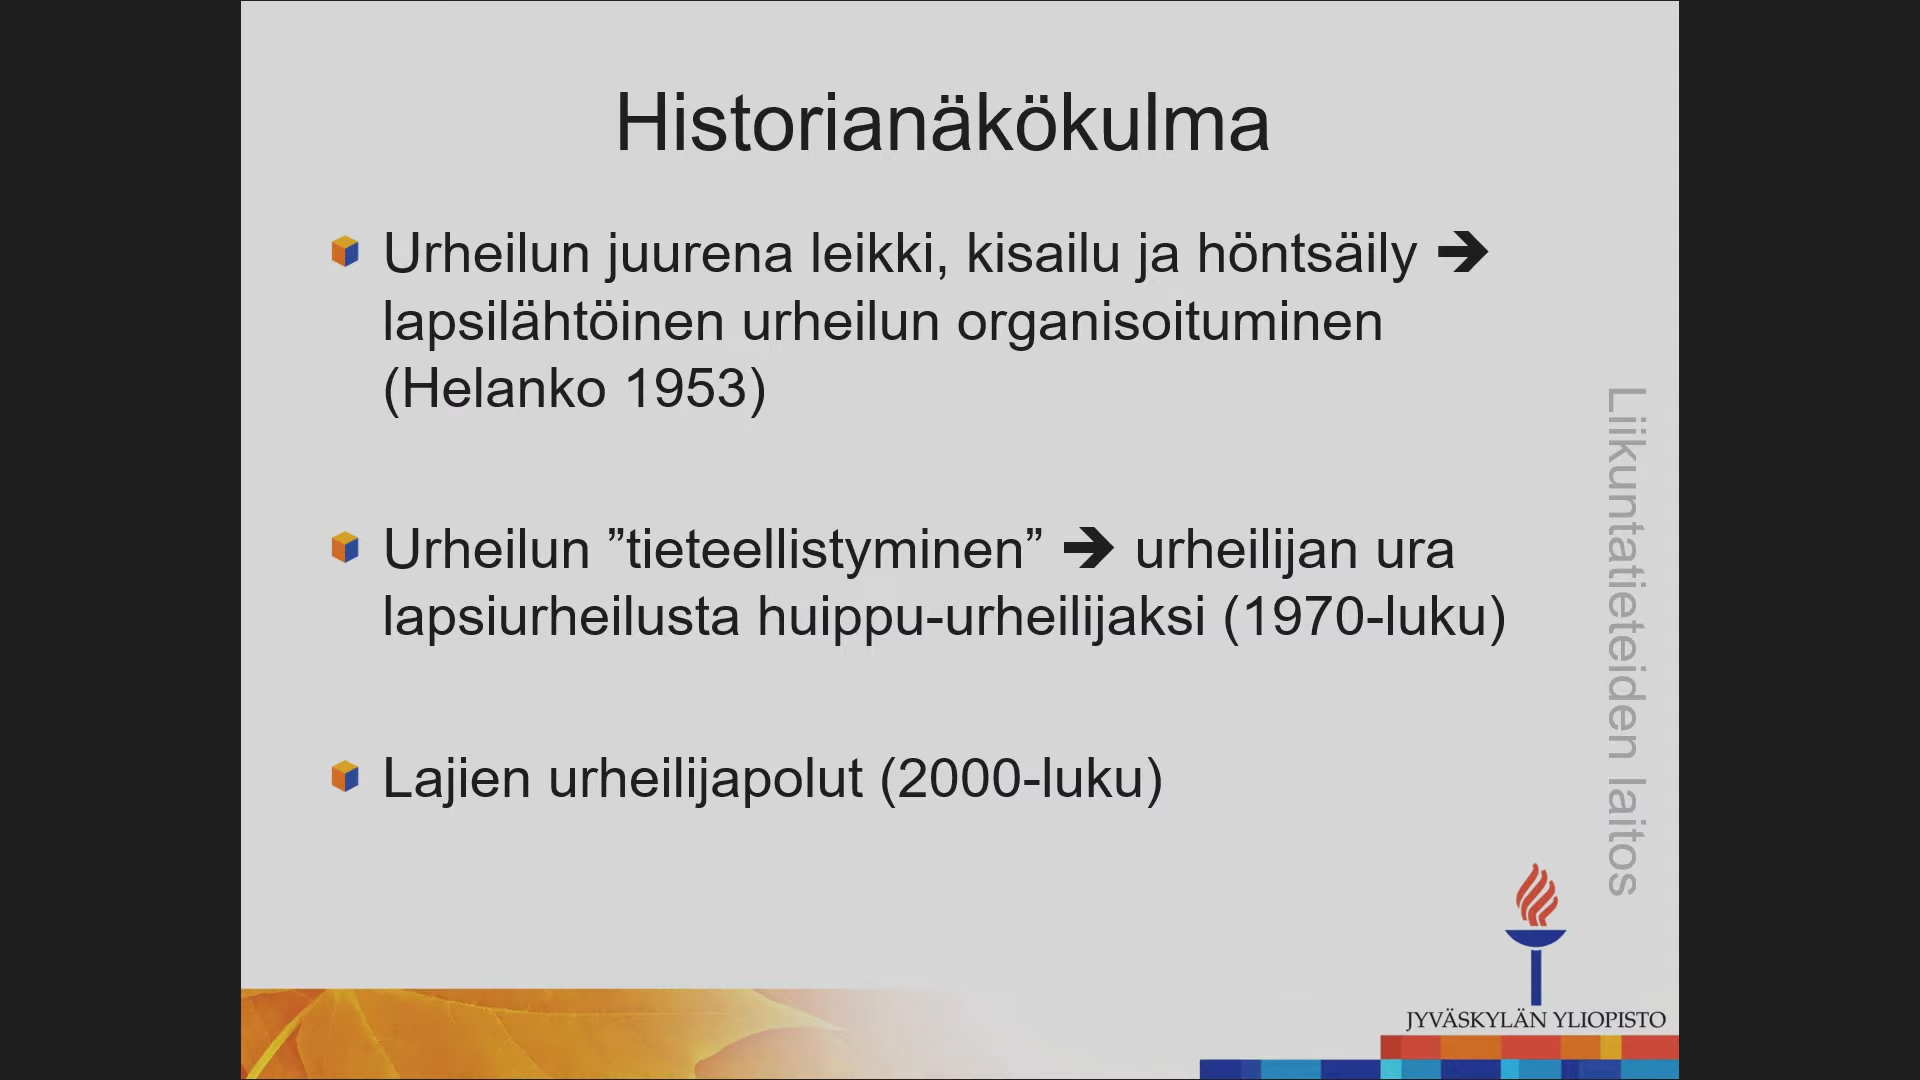 Historianäkökulma
Urheilun juurena leikki, kisailu ja höntsäily ➔
lapsilähtöinen urheilun organisoituminen
(Helanko 1953)
Urheilun ”tieteellistyminen” ➔ urheilijan ura
lapsiurheilusta huippu-urheilijaksi (1970-luku)
Lajien urheilijapolut (2000-luku)
Liikuntatieteiden laitos
JYVÄSKYLÄN YLIOPISTO